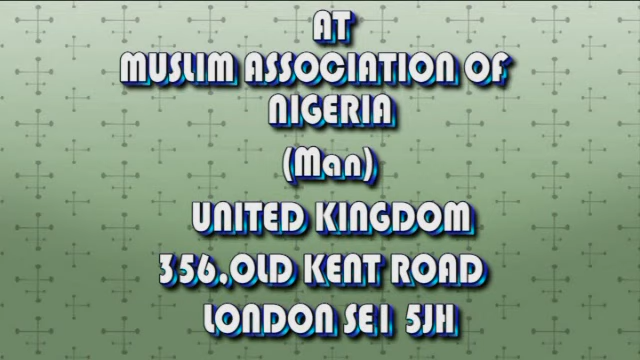 AT
MUSLIM ASSOCIATION OF
NIGERIA
(Man)
UNITED KINGDOM
356,OLD KENT ROAD
LONDON SE1 5JH